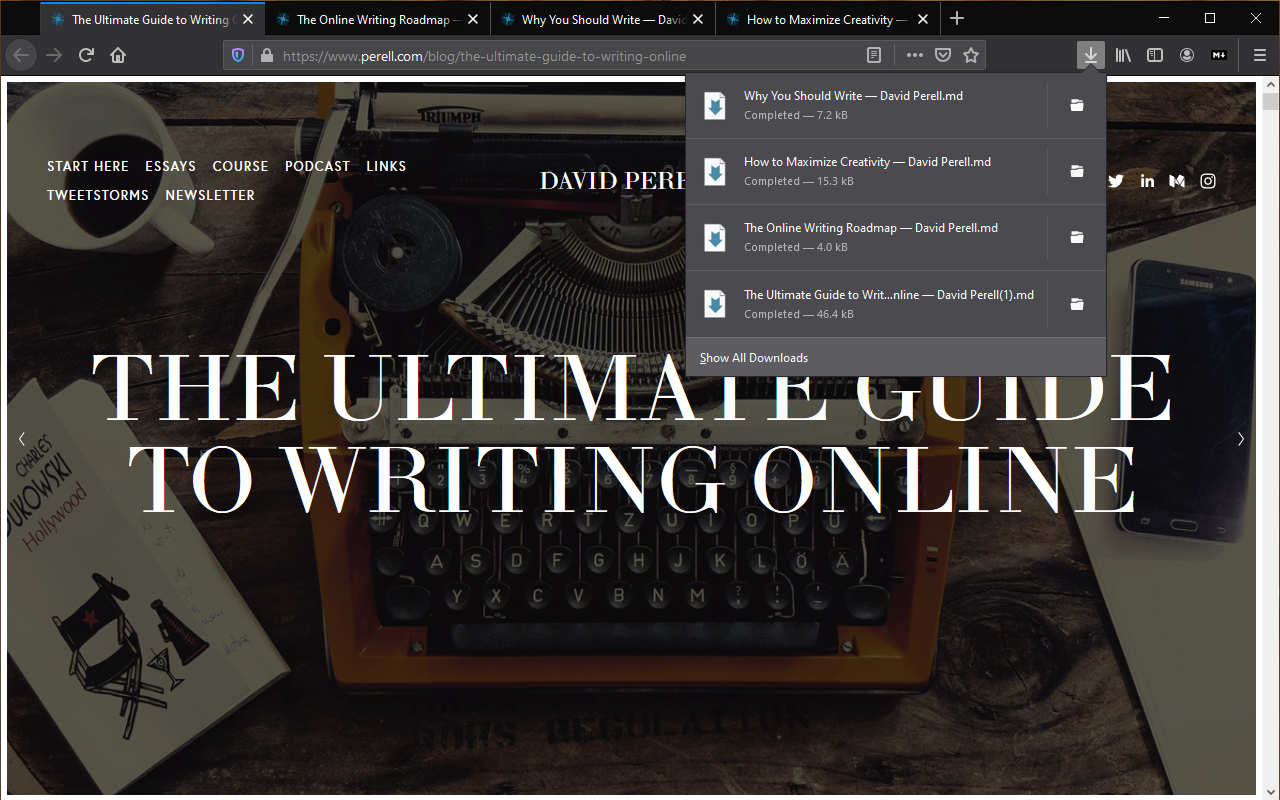 The Ultimate Guide to Writing
The Online Writing Roadmap —
Why You Should Write — David
How to Maximize Creativity —
https://www.perell.com/blog/the-ultimate-guide-to-writing-online
Why You Should Write — David Perell.md
Completed — 7.2 kB
How to Maximize Creativity — David Perell.md
Completed — 15.3 kB
The Online Writing Roadmap — David Perell.md
Completed — 4.0 kB
The Ultimate Guide to Writ...nline — David Perell(1).md
Completed — 46.4 kB
Show All Downloads
START HERE ESSAYS COURSE PODCAST LINKS
TWEETSTORMS NEWSLETTER
DAVID PERE
TRIUMPH
THE ULTIMATE GUIDE
TO WRITING ONLINE
CHARLES
BUKOWSKI
Hollywood
SAMSUNG
Q W E R T Z U I O P Ü
A S D F G H J K L Ö Ä
Y X C V B N M